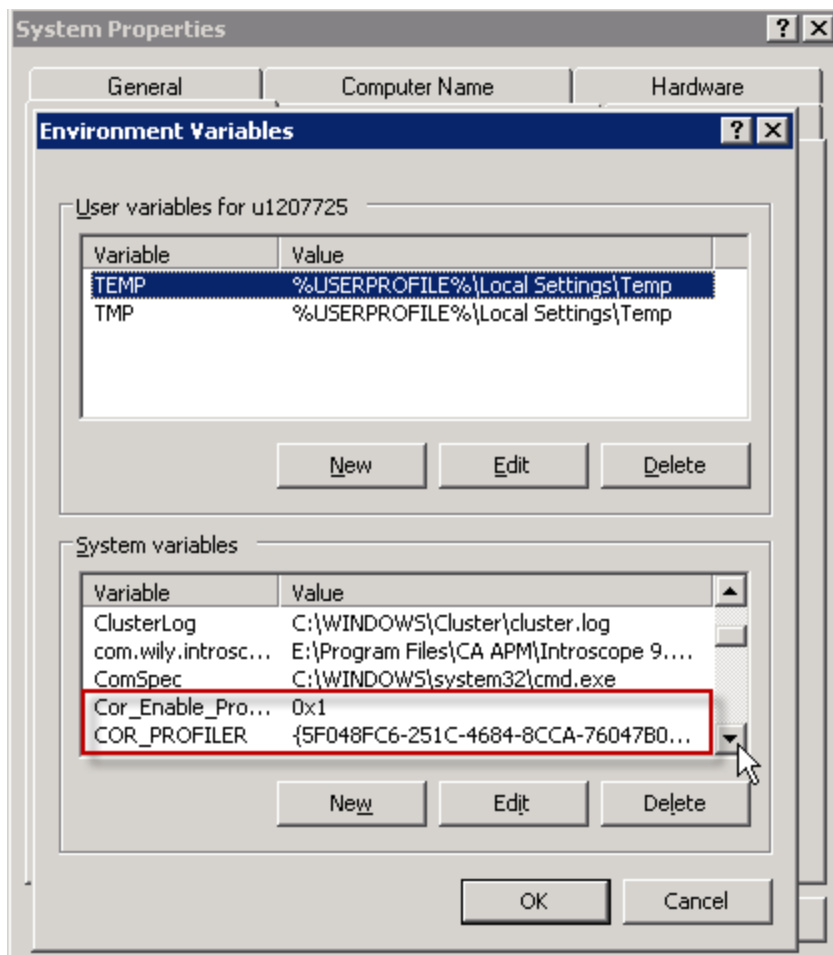 System Properties
General Computer Name Hardware
Environment Variables
User variables for u1207725
Variable Value
TEMP %USERPROFILE%\Local Settings\Temp
TMP %USERPROFILE%\Local Settings\Temp
New Edit Delete
System variables
Variable Value
ClusterLog C:\WINDOWS\Cluster\cluster.log
com.wily.introsc... E:\Program Files\CA APM\Introscope 9....
ComSpec C:\WINDOWS\system32\cmd.exe
Cor_Enable_Pro... 0x1
COR_PROFILER {5F048FC6-251C-4684-8CCA-76047B0...
New Edit Delete
OK Cancel